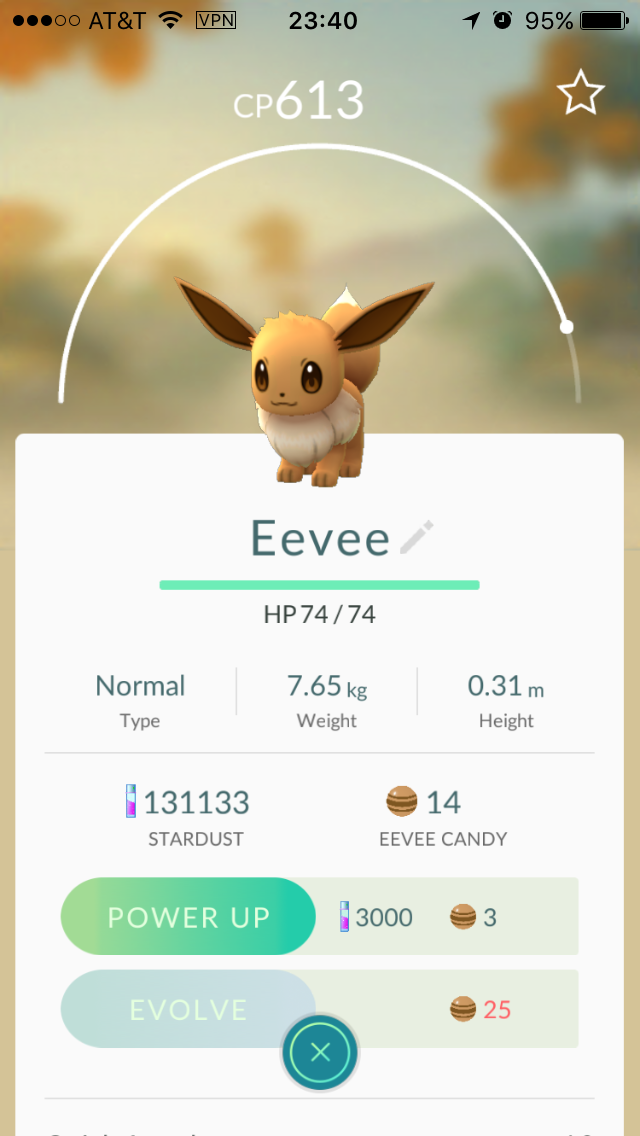 AT&T VPN 23:40 95%
CP613
Eevee
HP 74 / 74
Normal 7.65 kg 0.31 m
Type Weight Height
131133 14
STARDUST EEVEE CANDY
POWER UP 3000 3
EVOLVE 25